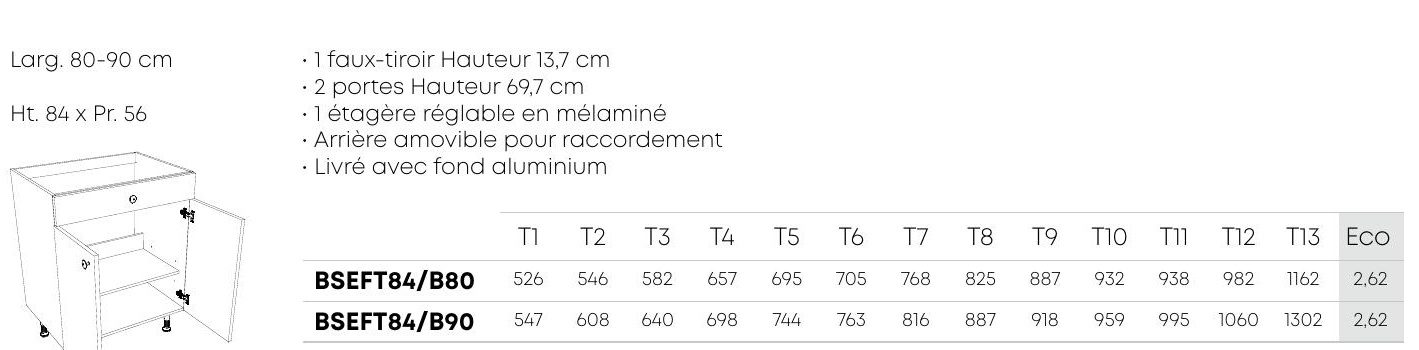 Larg. 80-90 cm
Ht. 84 x Pr. 56
· 1 faux-tiroir Hauteur 13,7 cm
· 2 portes Hauteur 69,7 cm
· 1 étagère réglable en mélaminé
· Arrière amovible pour raccordement
· Livré avec fond aluminium
T1 T2 T3 T4 T5 T6 T7 T8 T9 T10 T11 T12 T13 Eco
BSEFT84/B80 526 546 582 657 695 705 768 825 887 932 938 982 1162 2,62
BSEFT84/B90 547 608 640 698 744 763 816 887 918 959 995 1060 1302 2,62